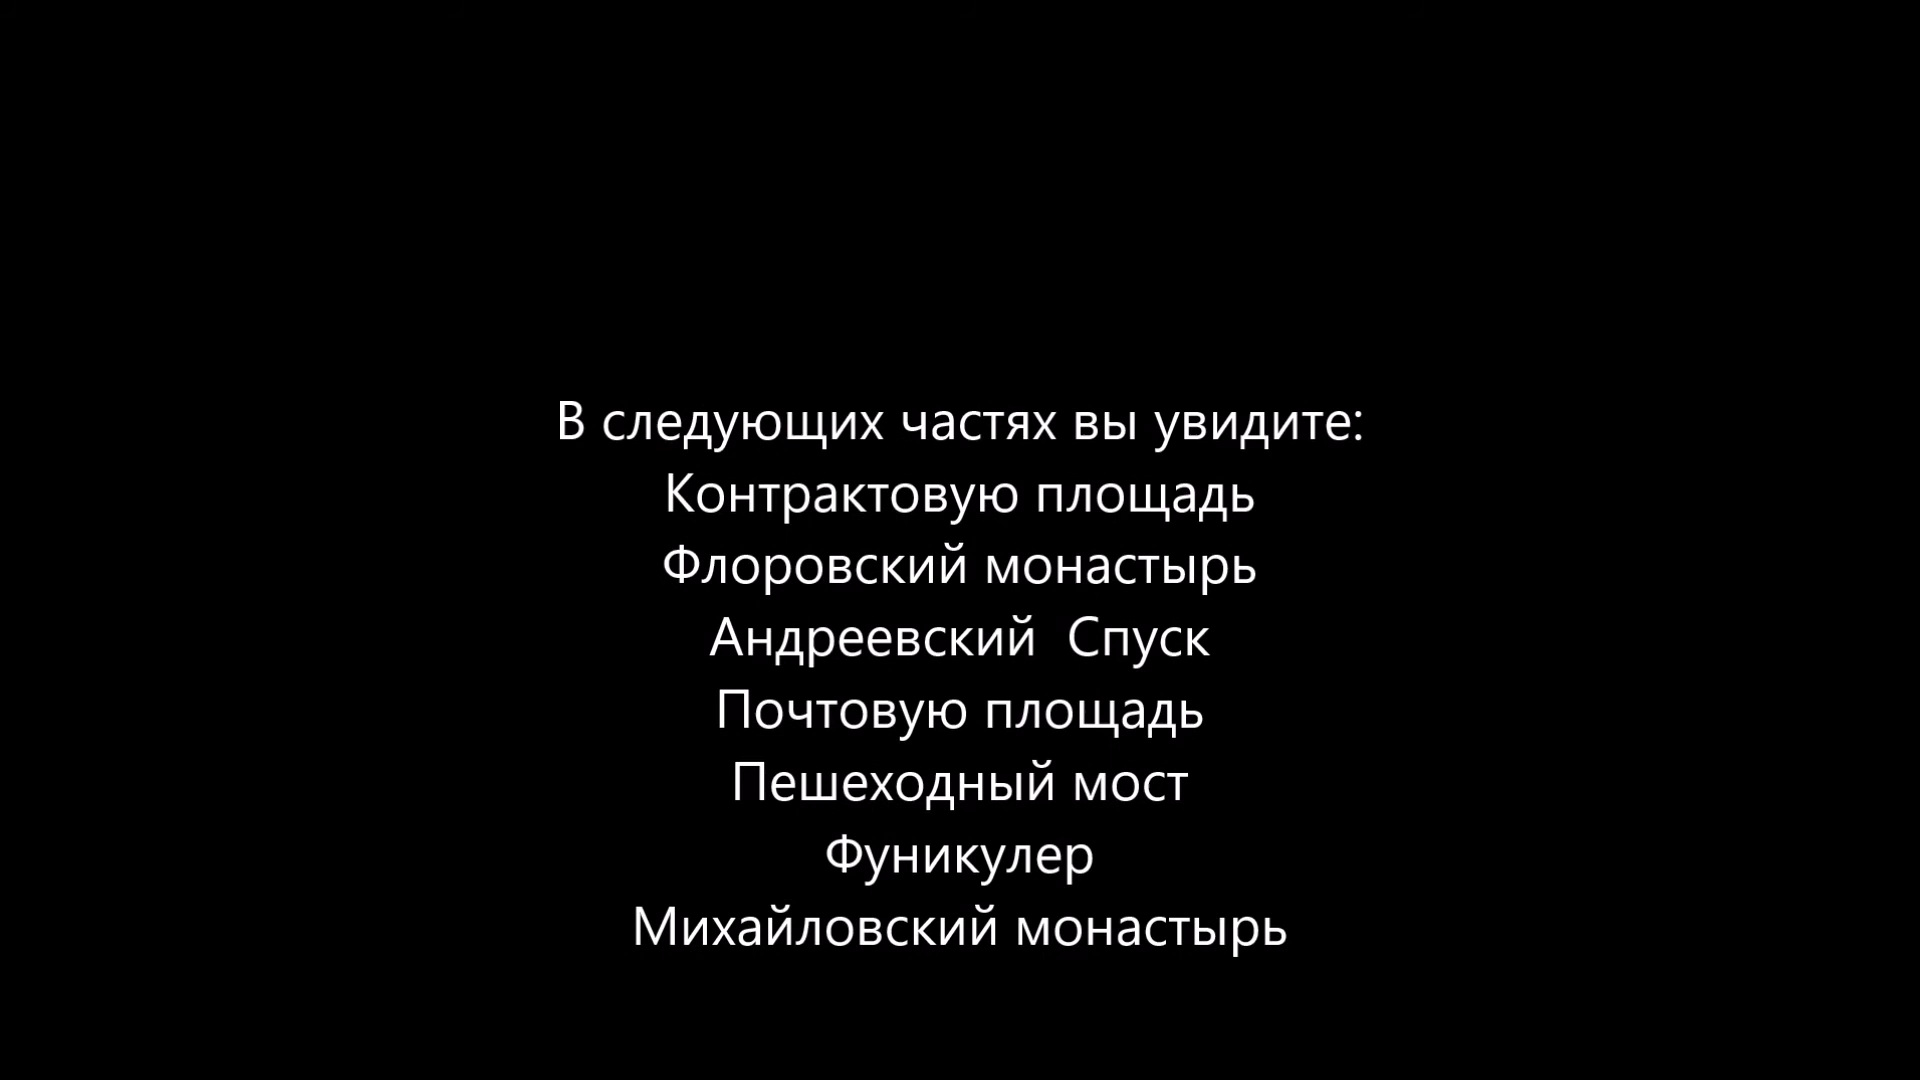 В следующих частях вы увидите:
Контрактовую площадь
Флоровский монастырь
Андреевский  Спуск
Почтовую площадь
Пешеходный мост
Фуникулер
Михайловский монастырь